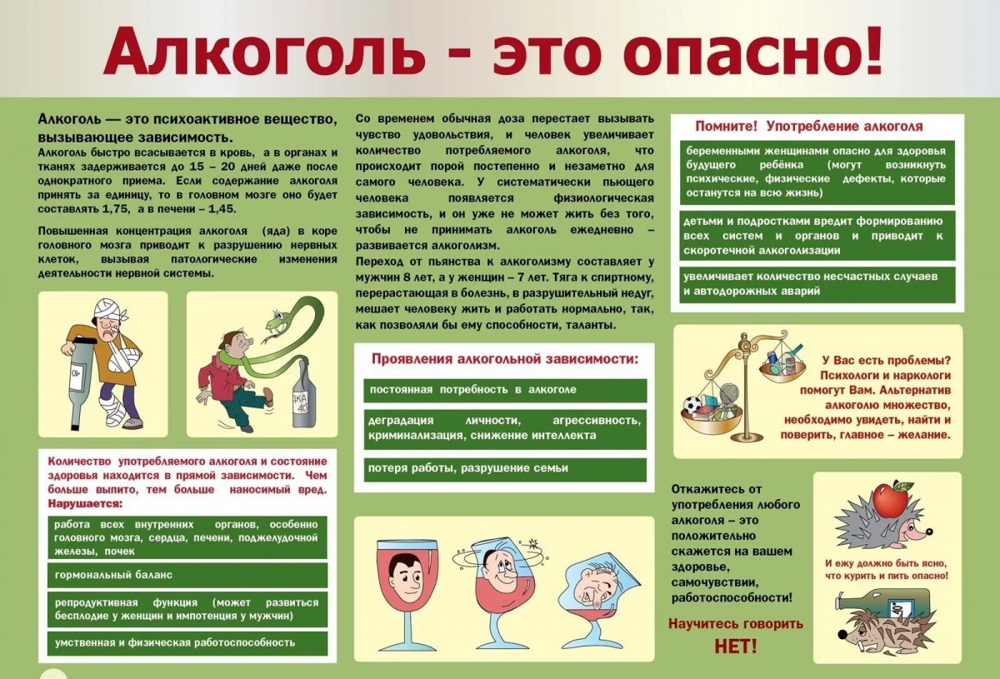 Алкоголь - это опасно!
Алкоголь — это психоактивное вещество,
вызывающее зависимость.
Алкоголь быстро всасывается в кровь, а в органах и
тканях задерживается до 15 – 20 дней даже после
однократного приема. Если содержание алкоголя
принять за единицу, то в головном мозге оно будет
составлять 1,75, а в печени – 1,45.
Повышенная концентрация алкоголя (яда) в коре
головного мозга приводит к разрушению нервных
клеток, вызывая патологические изменения
деятельности нервной системы.
40
ДКА
40°
Количество употребляемого алкоголя и состояние
здоровья находится в прямой зависимости. Чем
больше выпито, тем больше наносимый вред.
Нарушается:
работа всех внутренних органов, особенно
головного мозга, сердца, печени, поджелудочной
железы, почек
гормональный баланс
репродуктивная функция (может развиться
бесплодие у женщин и импотенция у мужчин)
умственная и физическая работоспособность
Со временем обычная доза перестает вызывать
чувство удовольствия, и человек увеличивает
количество потребляемого алкоголя, что
происходит порой постепенно и незаметно для
самого человека. У систематически пьющего
человека появляется физиологическая
зависимость, и он уже не может жить без того,
чтобы не принимать алкоголь ежедневно –
развивается алкоголизм.
Переход от пьянства к алкоголизму составляет у
мужчин 8 лет, а у женщин – 7 лет. Тяга к спиртному,
перерастающая в болезнь, в разрушительный недуг,
мешает человеку жить и работать нормально, так,
как позволяли бы ему способности, таланты.
Проявления алкогольной зависимости:
постоянная потребность в алкоголе
деградация личности, агрессивность,
криминализация, снижение интеллекта
потеря работы, разрушение семьи
Помните! Употребление алкоголя
беременными женщинами опасно для здоровья
будущего ребёнка (могут возникнуть
психические, физические дефекты, которые
останутся на всю жизнь)
детьми и подростками вредит формированию
всех систем и органов и приводит к
скоротечной алкоголизации
увеличивает количество несчастных случаев
и автодорожных аварий
У Вас есть проблемы?
Психологи и наркологи
помогут Вам. Альтернатив
алкоголю множество,
необходимо увидеть, найти и
поверить, главное – желание.
Откажитесь от
употребления любого
алкоголя – это
положительно
скажется на вашем
здоровье,
самочувствии,
работоспособности!
Научитесь говорить
НЕТ!
И ежу должно быть ясно,
что курить и пить опасно!
40°